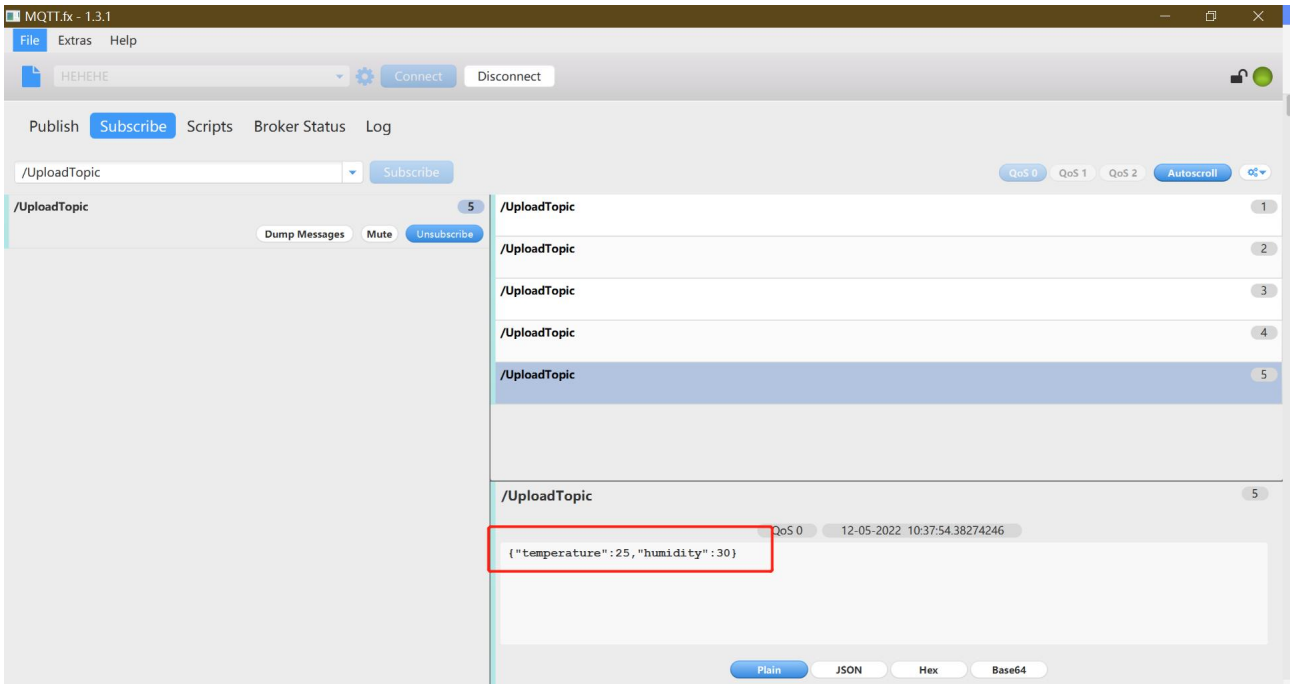 MQTT.fx - 1.3.1
File Extras Help
HEHEHE Connect Disconnect
Publish Subscribe Scripts Broker Status Log
/UploadTopic Subscribe QoS 0 QoS 1 QoS 2 Autoscroll
/UploadTopic 5
Dump Messages Mute Unsubscribe
/UploadTopic 1
/UploadTopic 2
/UploadTopic 3
/UploadTopic 4
/UploadTopic 5
/UploadTopic 5
QoS 0 12-05-2022 10:37:54.38274246
{"temperature":25,"humidity":30}
Plain JSON Hex Base64